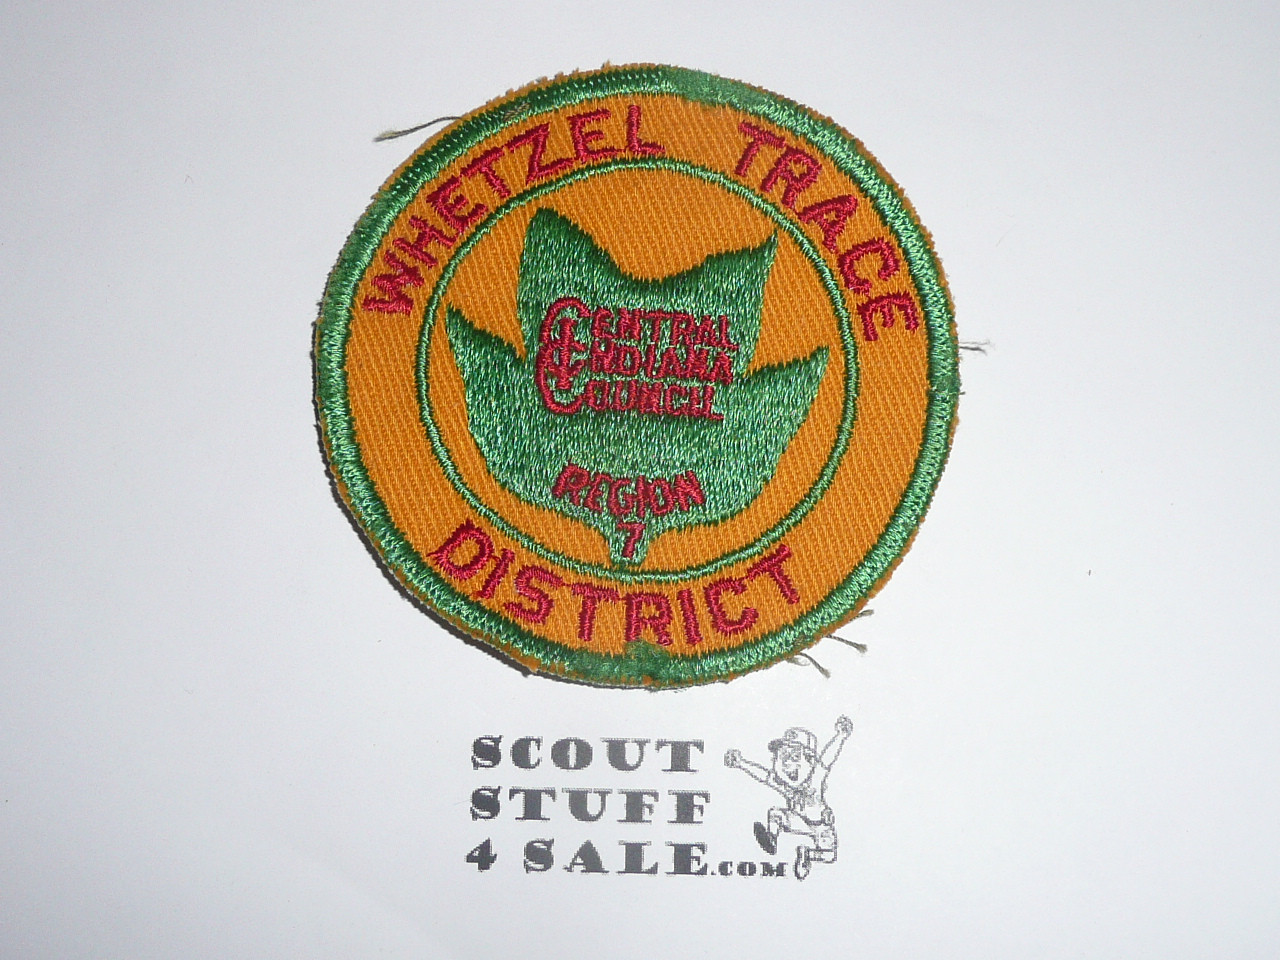 WHETZEL TRACE
CENTRAL
INDIANA
COUNCIL
REGION
7
DISTRICT
SCOUT
STUFF
4 SALE.COM